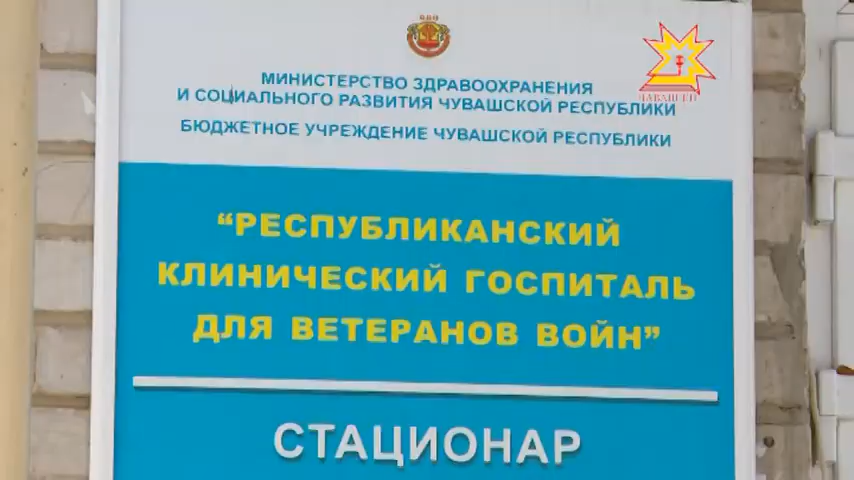 МИНИСТЕРСТВО ЗДРАВООХРАНЕНИЯ
И СОЦИАЛЬНОГО РАЗВИТИЯ ЧУВАШСКОЙ РЕСПУБЛИКИ
БЮДЖЕТНОЕ УЧРЕЖДЕНИЕ ЧУВАШСКОЙ РЕСПУБЛИКИ
“РЕСПУБЛИКАНСКИЙ
КЛИНИЧЕСКИЙ ГОСПИТАЛЬ
ДЛЯ ВЕТЕРАНОВ ВОЙН”
СТАЦИОНАР